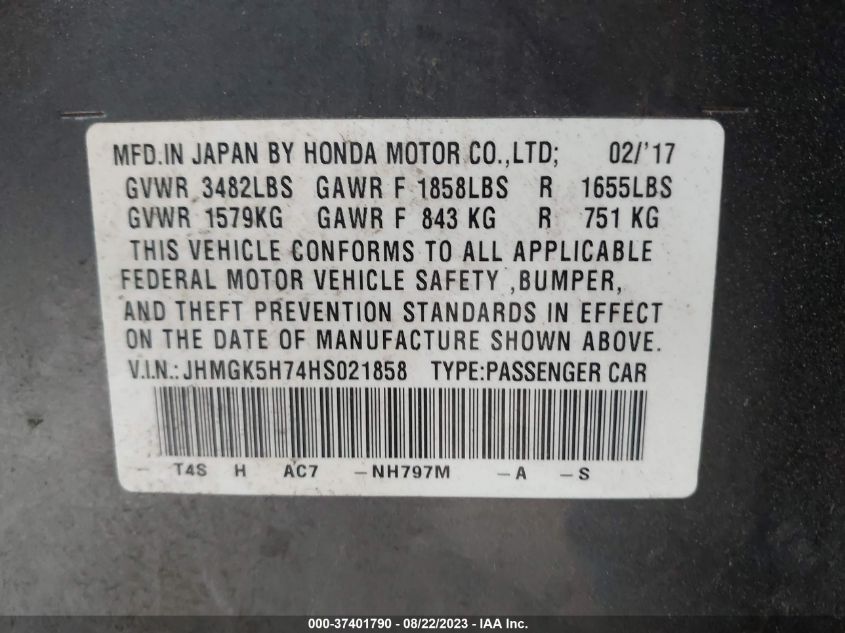 MFD.IN JAPAN BY HONDA MOTOR CO.,LTD; 02/'17
GVWR 3482LBS GAWR F 1858LBS R 1655LBS
GVWR 1579KG GAWR F 843 KG R 751 KG
THIS VEHICLE CONFORMS TO ALL APPLICABLE
FEDERAL MOTOR VEHICLE SAFETY ,BUMPER,
AND THEFT PREVENTION STANDARDS IN EFFECT
ON THE DATE OF MANUFACTURE SHOWN ABOVE.
V.I.N.: JHMGK5H74HS021858 TYPE:PASSENGER CAR
– T4S H AC7 –NH797M –A –S
000-37401790 - 08/22/2023 - IAA Inc.